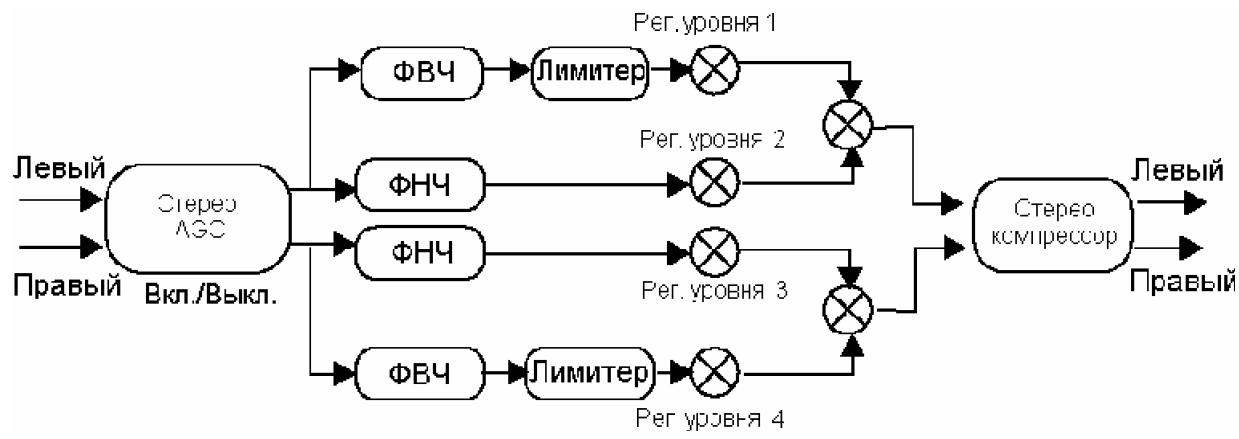 Рег.уровня 1
ФВЧ
Лимитер
Рег. уровня 2
Левый
Стерео
AGC
Правый
Вкл./Выкл.
ФНЧ
ФНЧ
Рег. уровня 3
ФВЧ
Лимитер
Рег уровня 4
Стерео
компрессор
Левый
Правый